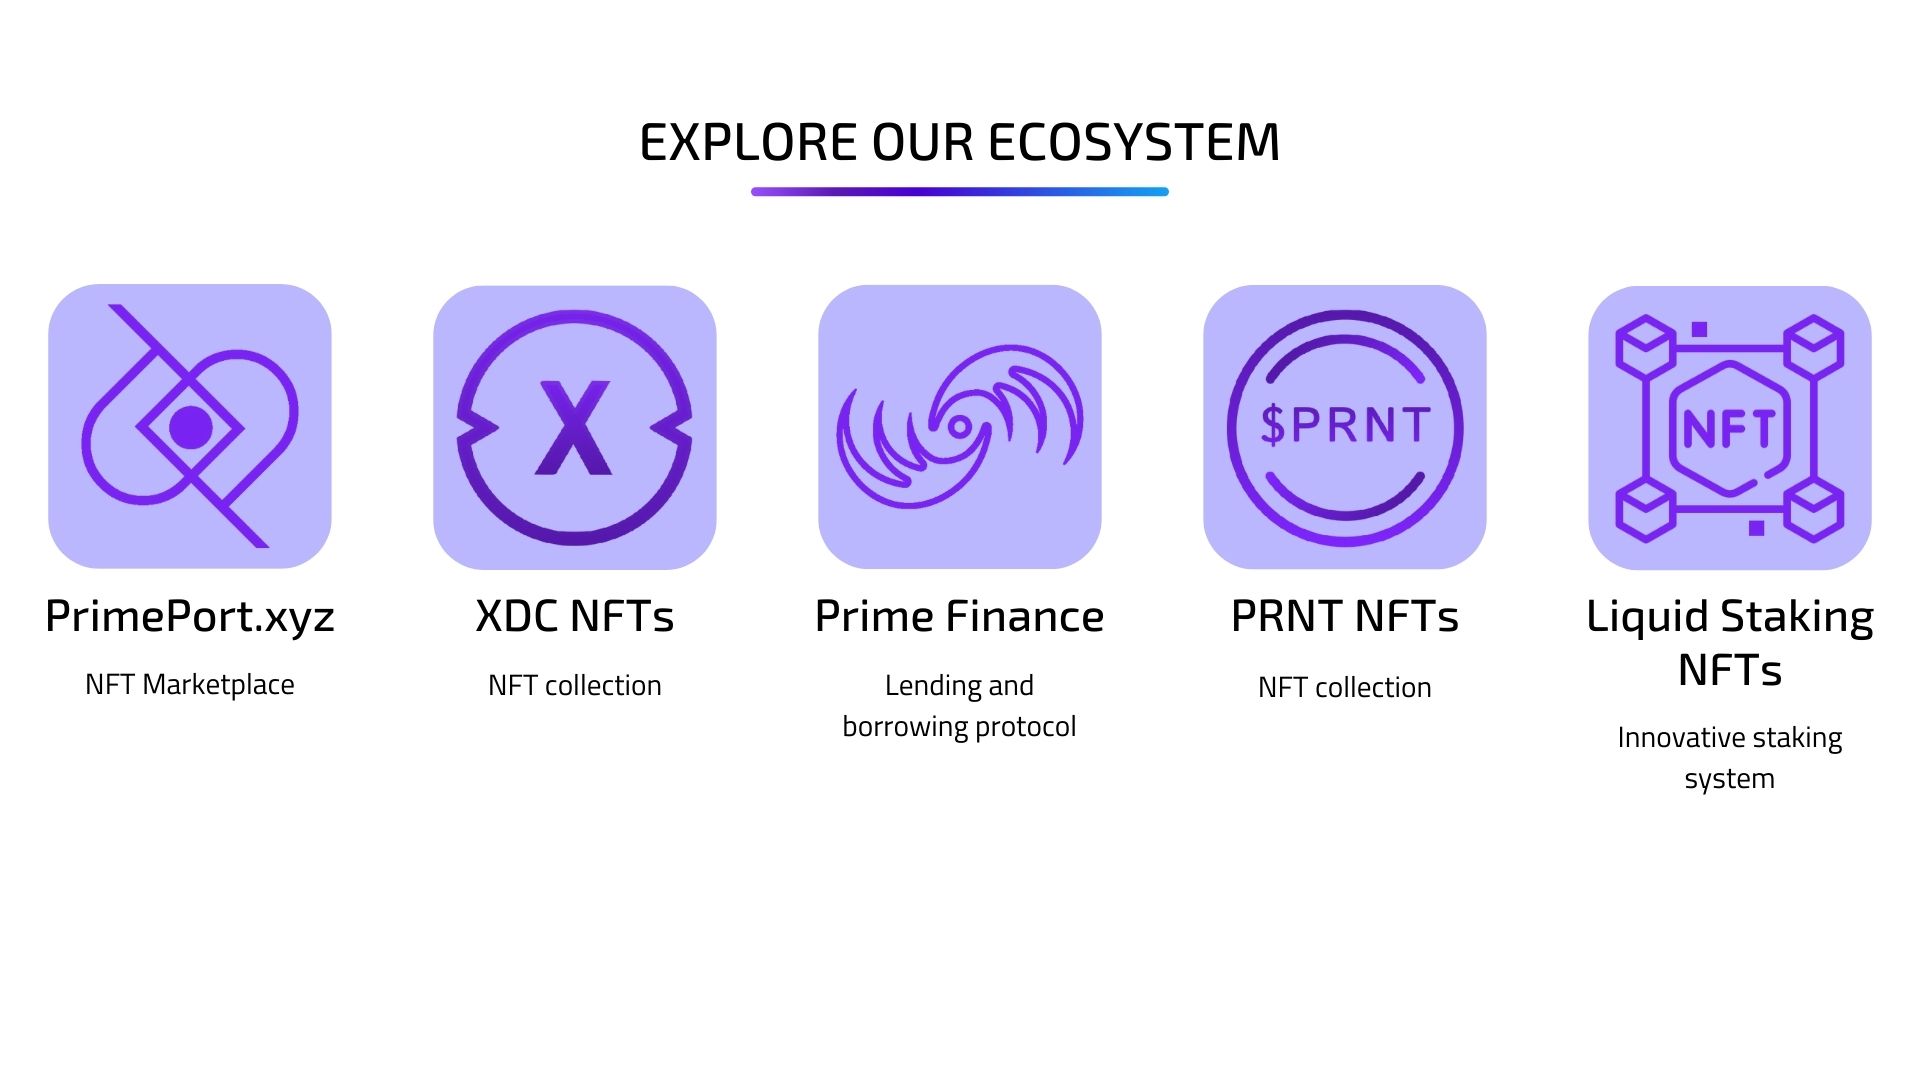 EXPLORE OUR ECOSYSTEM
X
$PRNT
NFT
PrimePort.xyz
NFT Marketplace
XDC NFTs
NFT collection
Prime Finance
Lending and
borrowing protocol
PRNT NFTs
NFT collection
Liquid Staking
NFTs
Innovative staking
system